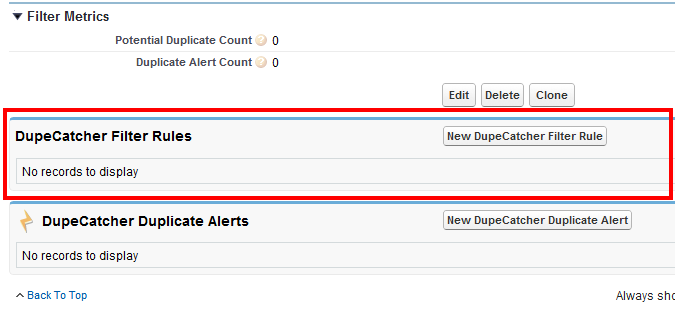 Filter Metrics
Potential Duplicate Count ? 0
Duplicate Alert Count ? 0
Edit Delete Clone
DupeCatcher Filter Rules New DupeCatcher Filter Rule
No records to display
DupeCatcher Duplicate Alerts New DupeCatcher Duplicate Alert
No records to display
Back To Top Always sho